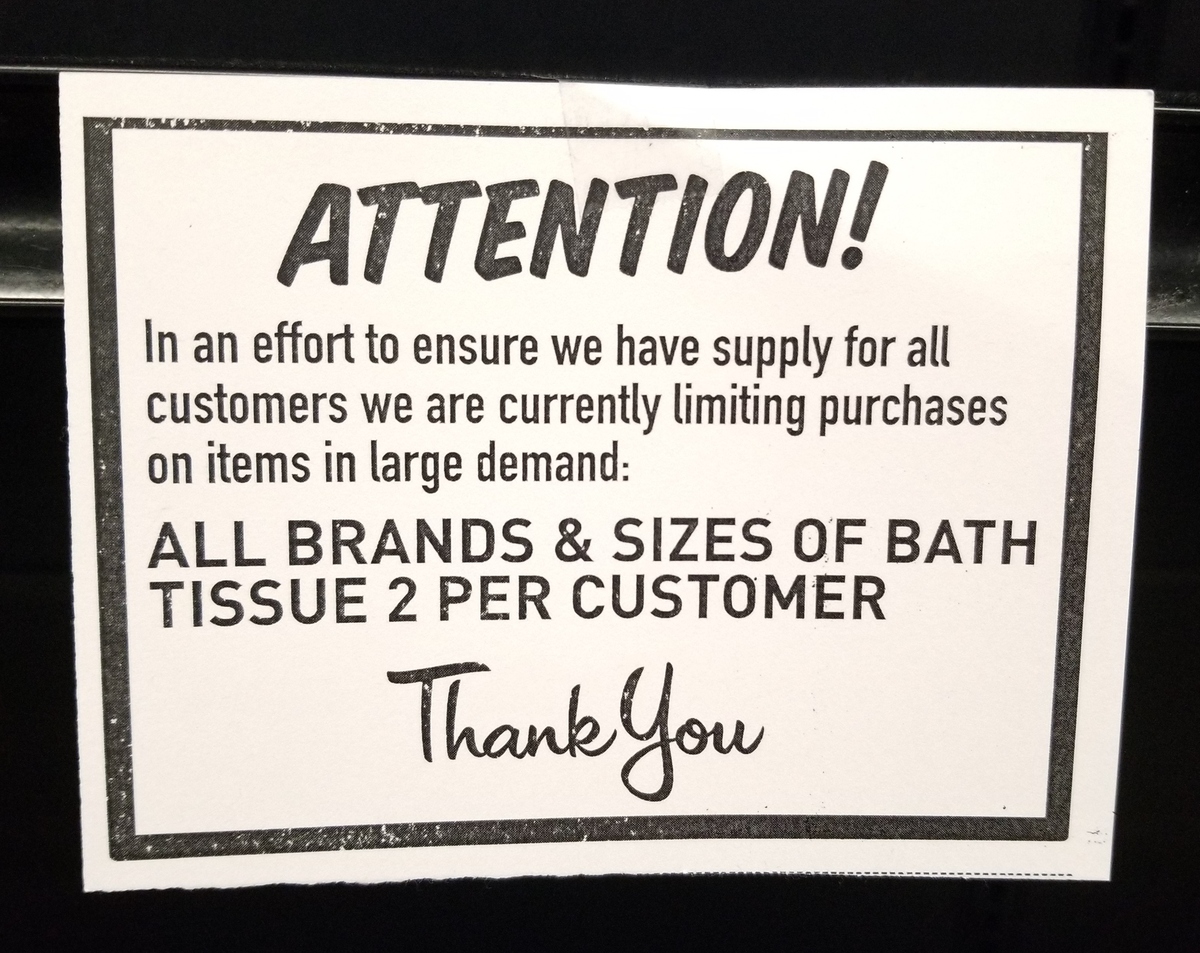 ATTENTION!
In an effort to ensure we have supply for all
customers we are currently limiting purchases
on items in large demand:
ALL BRANDS & SIZES OF BATH
TISSUE 2 PER CUSTOMER
Thank You